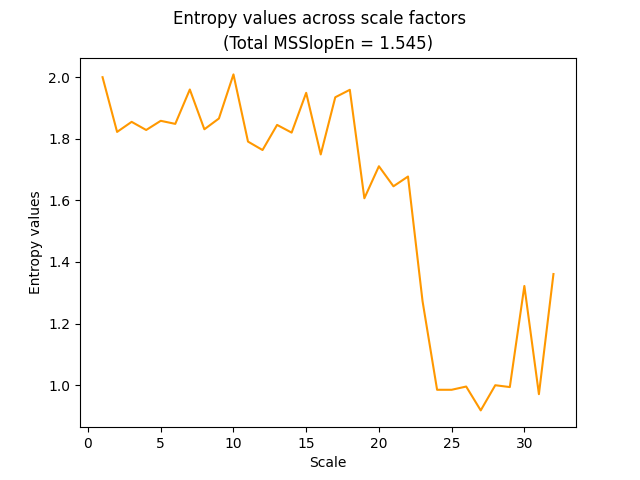 Entropy values across scale factors
(Total MSSlopEn = 1.545)
2.0
1.8
1.6
1.4
1.2
1.0
Entropy values
0 5 10 15 20 25 30
Scale